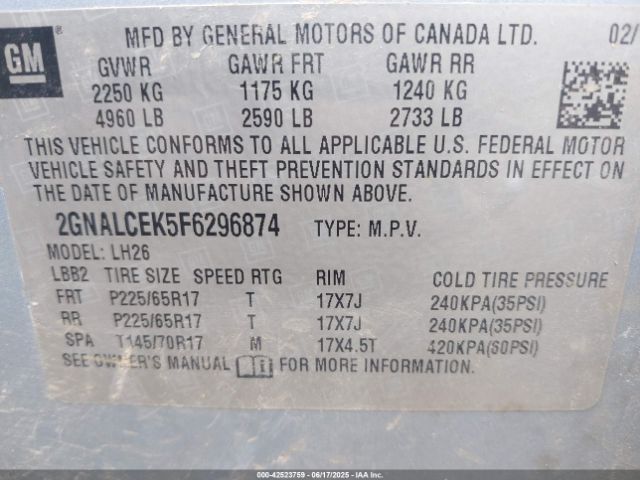 GM ® MFD BY GENERAL MOTORS OF CANADA LTD. 02/
GVWR GAWR FRT GAWR RR
2250 KG 1175 KG 1240 KG
4960 LB 2590 LB 2733 LB
THIS VEHICLE CONFORMS TO ALL APPLICABLE U.S. FEDERAL MOTOR
VEHICLE SAFETY AND THEFT PREVENTION STANDARDS IN EFFECT ON
THE DATE OF MANUFACTURE SHOWN ABOVE.
2GNALCEK5F6296874 TYPE: M.P.V.
MODEL: LH26
LBB2 TIRE SIZE SPEED RTG RIM COLD TIRE PRESSURE
FRT P225/65R17 T 17X7J 240KPA(35PSI)
RR P225/65R17 T 17X7J 240KPA(35PSI)
SPA T145/70R17 M 17X4.5T 420KPA(60PSI)
SEE OWNER'S MANUAL FOR MORE INFORMATION.
000-42523759 - 06/17/2025 - IAAI.COM